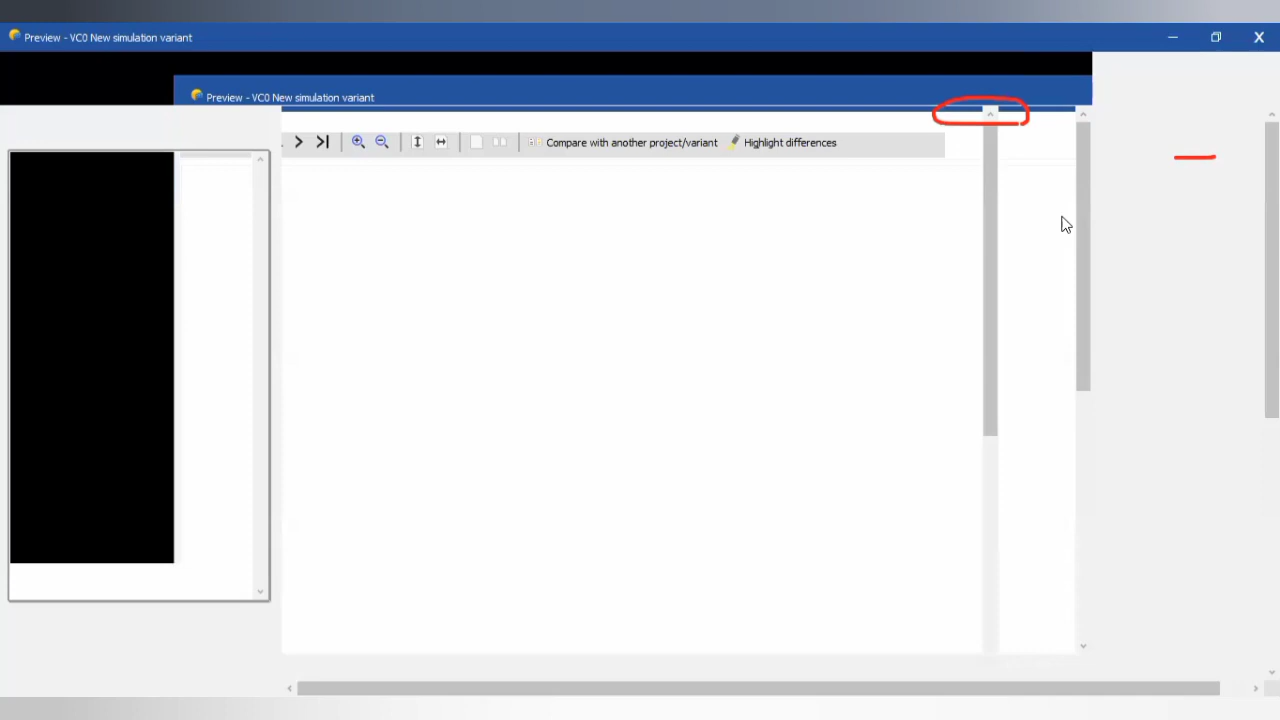 Preview - VC0 New simulation variant
Preview - VC0 New simulation variant
Compare with another project/variant Highlight differences